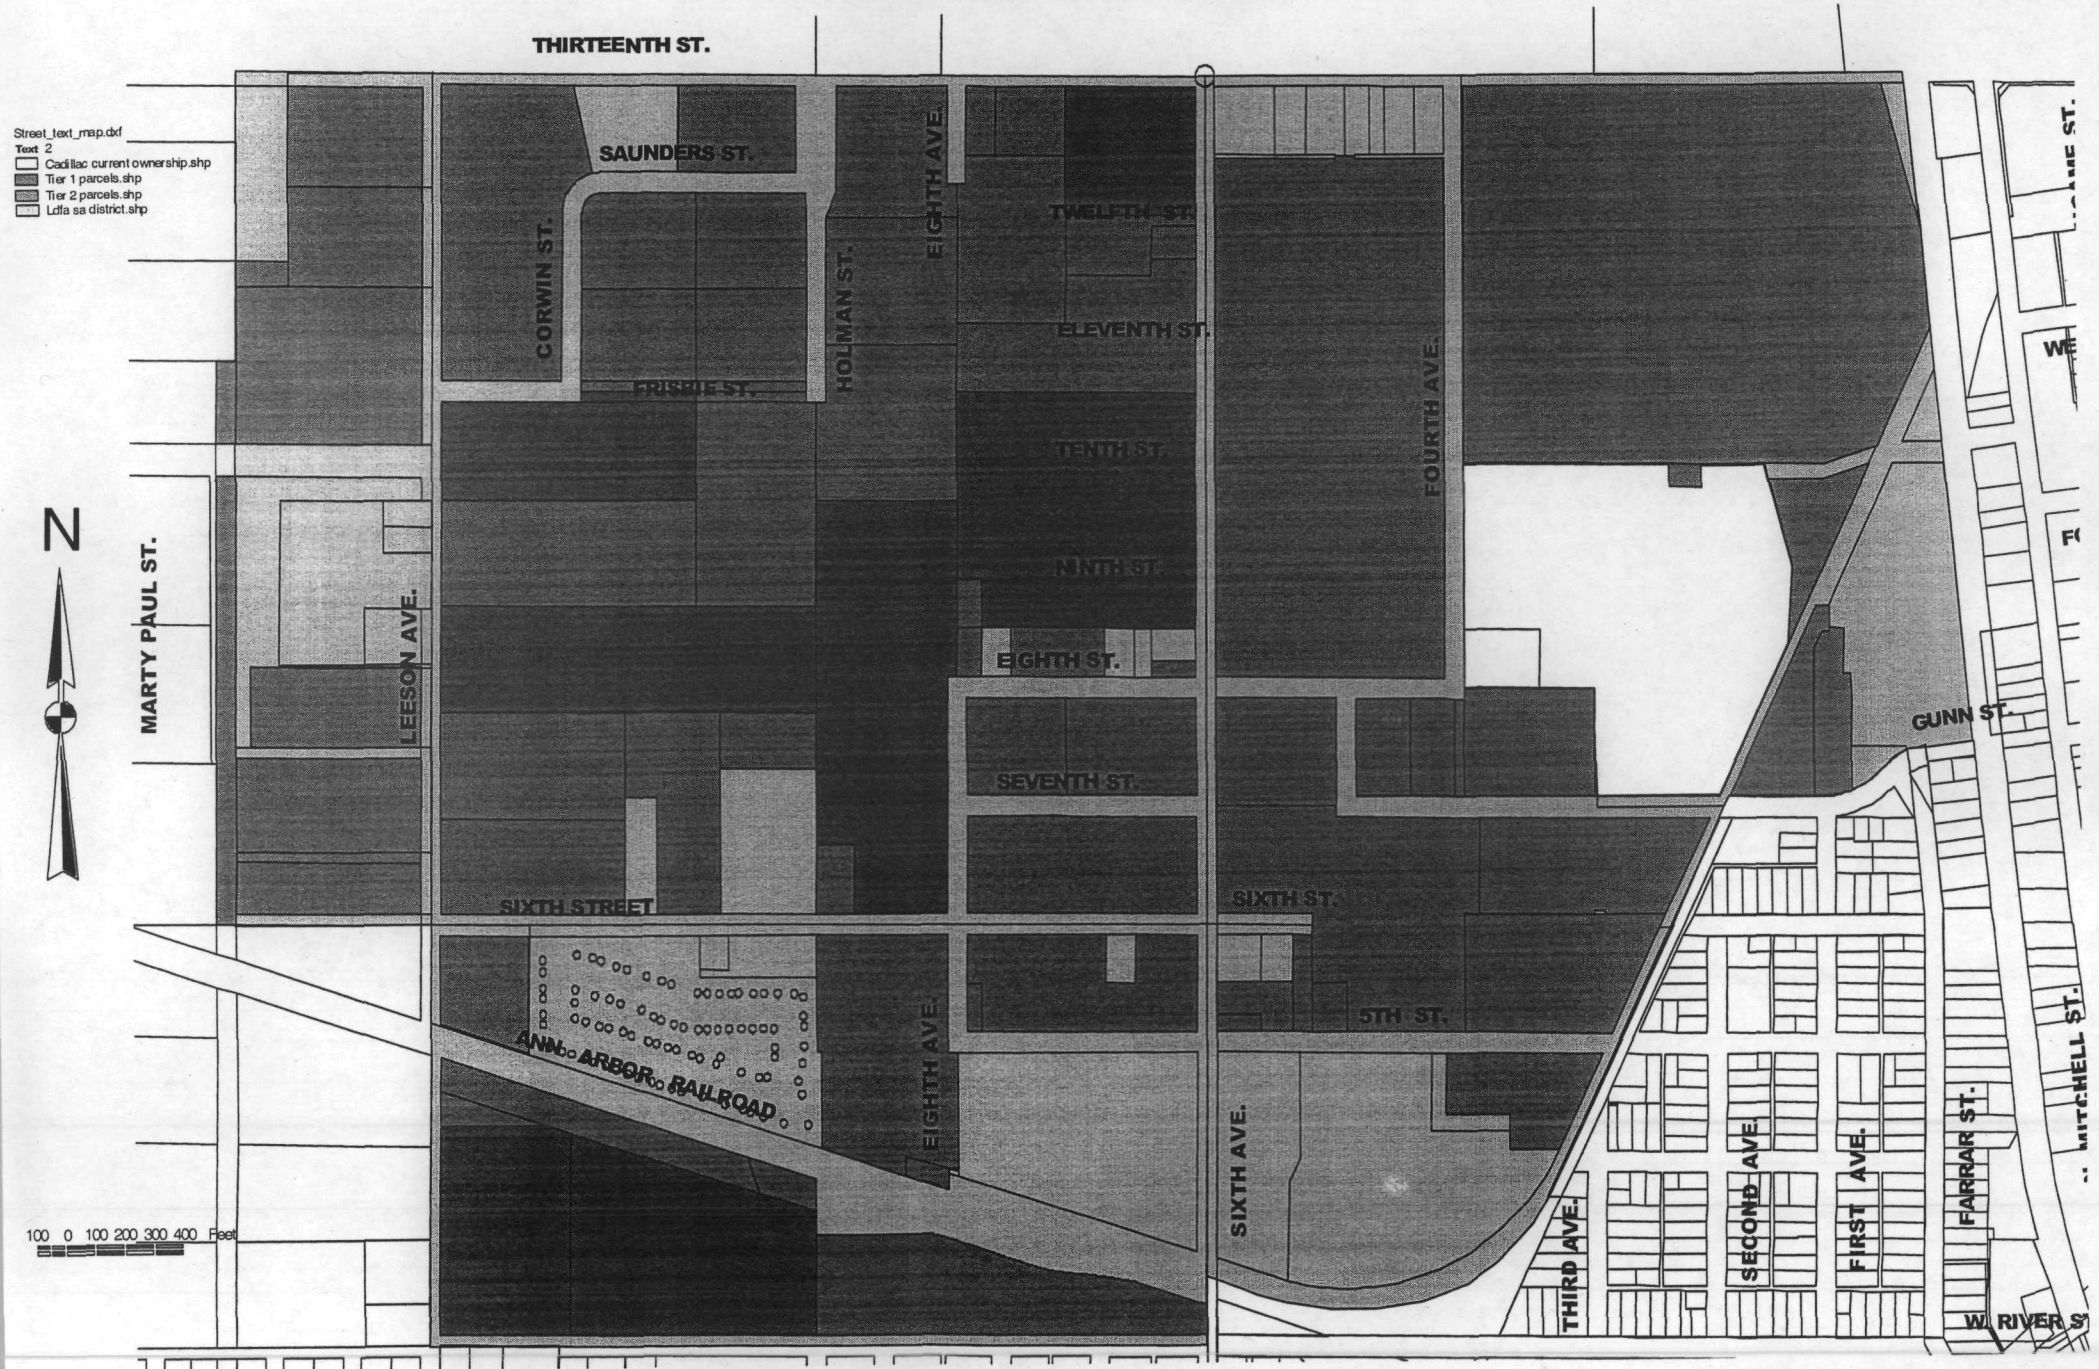 THIRTEENTH ST.
Street_text_map.dxf
Text 2
Cadillac current ownership.shp
Tier 1 parcels.shp
Tier 2 parcels.shp
Ldfa sa district.shp
SAUNDERS ST.
EIGHTH AVE.
TWELFTH ST.
CORWIN ST.
HOLMAN ST.
ELEVENTH ST.
FRISBIE ST.
FOURTH AVE.
TENTH ST.
N
NINTH ST.
MARTY PAUL ST.
LEESON AVE.
EIGHTH ST.
GUNN ST.
SEVENTH ST.
SIXTH STREET
SIXTH ST.
5TH ST.
ANN ARBOR RAILROAD
EIGHTH AVE.
SIXTH AVE.
THIRD AVE.
SECOND AVE.
FIRST AVE.
FARRAR ST.
N. MITCHELL ST.
100 0 100 200 300 400 Feet
W. RIVER S